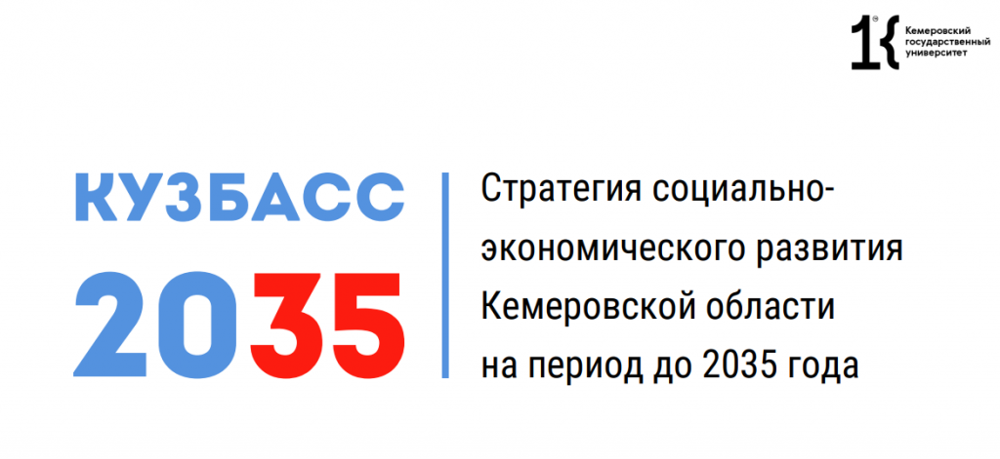 Кемеровский
государственный
университет
КУЗБАСС
2035
Стратегия социально-
экономического развития
Кемеровской области
на период до 2035 года